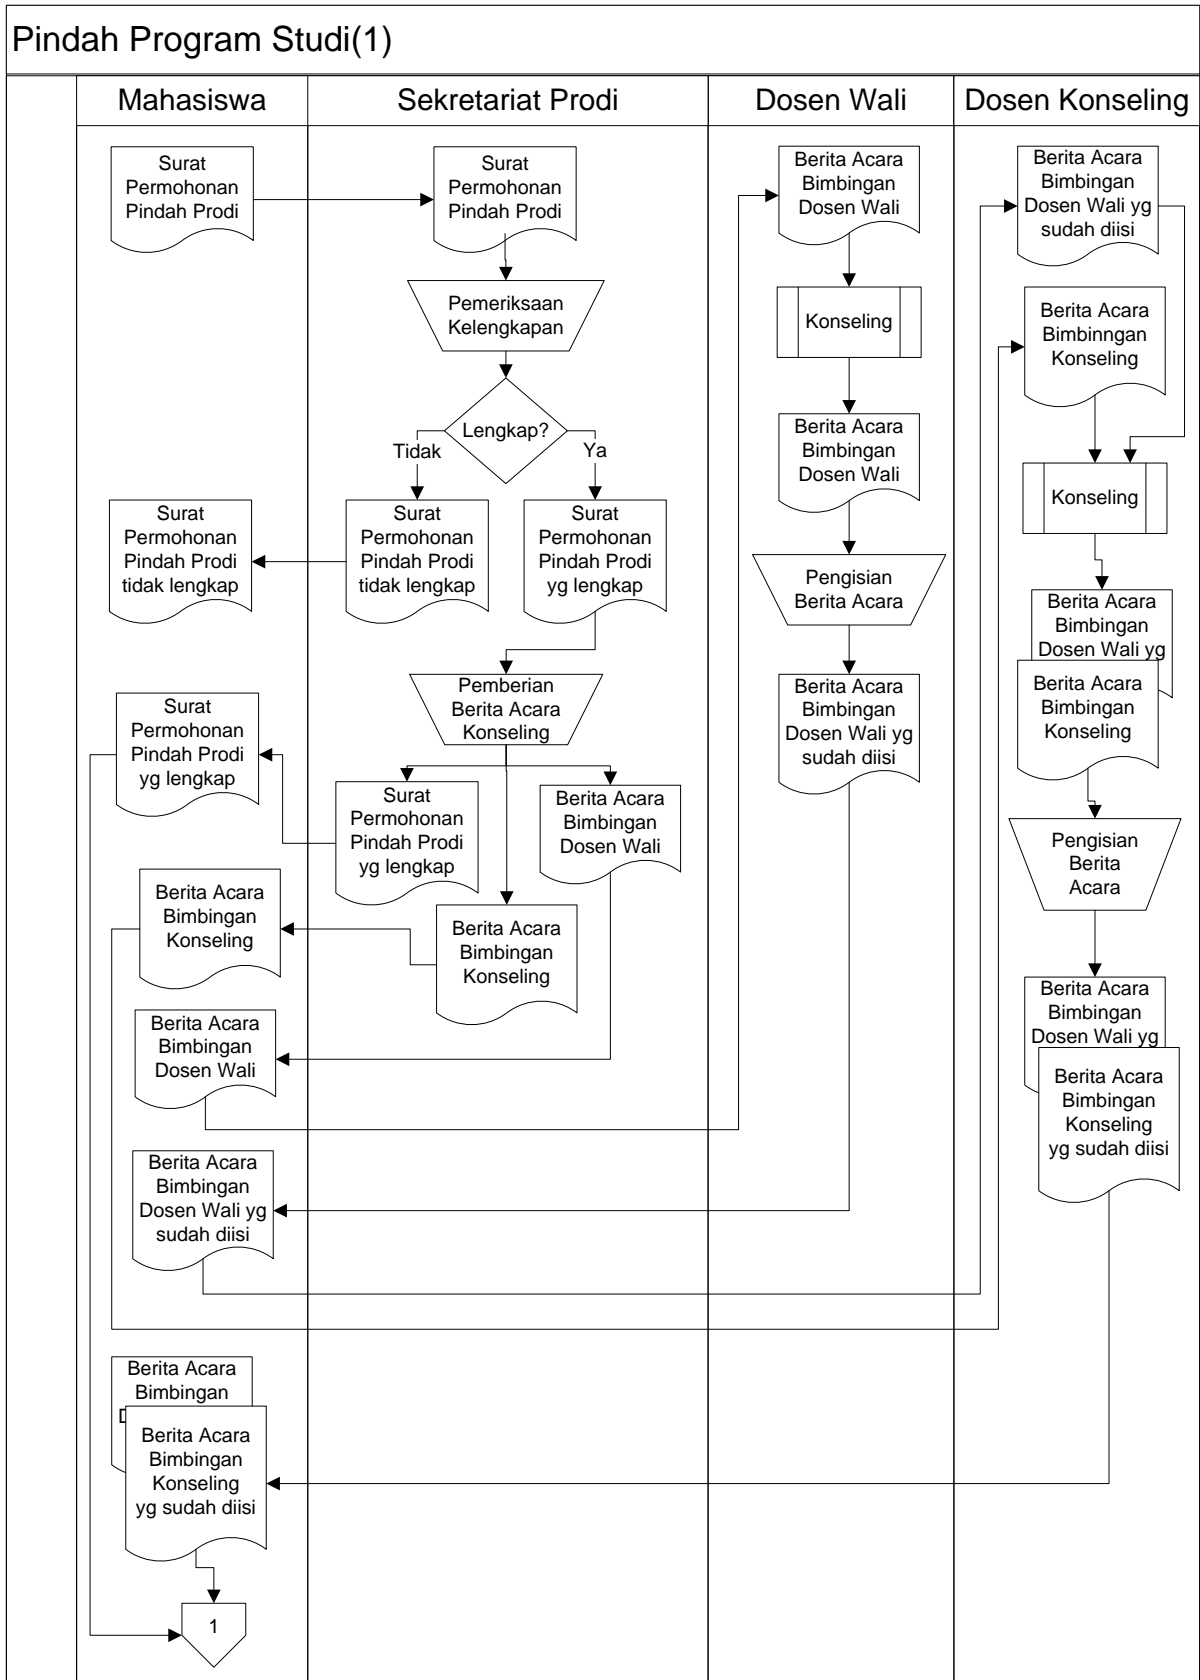 Pindah Program Studi(1)
Mahasiswa
Sekretariat Prodi
Dosen Wali
Dosen Konseling
Surat
Permohonan
Pindah Prodi
Surat
Permohonan
Pindah Prodi
Berita Acara
Bimbingan
Dosen Wali
Berita Acara
Bimbingan
Dosen Wali yg
sudah diisi
Pemeriksaan
Kelengkapan
Konseling
Berita Acara
Bimbinngan
Konseling
Lengkap?
Tidak
Ya
Berita Acara
Bimbingan
Dosen Wali
Konseling
Surat
Permohonan
Pindah Prodi
tidak lengkap
Surat
Permohonan
Pindah Prodi
tidak lengkap
Surat
Permohonan
Pindah Prodi
yg lengkap
Pengisian
Berita Acara
Berita Acara
Bimbingan
Dosen Wali yg
Berita Acara
Bimbingan
Konseling
Surat
Permohonan
Pindah Prodi
yg lengkap
Pemberian
Berita Acara
Konseling
Berita Acara
Bimbingan
Dosen Wali yg
sudah diisi
Surat
Permohonan
Pindah Prodi
yg lengkap
Berita Acara
Bimbingan
Dosen Wali
Pengisian
Berita
Acara
Berita Acara
Bimbingan
Konseling
Berita Acara
Bimbingan
Konseling
Berita Acara
Bimbingan
Dosen Wali yg
Berita Acara
Bimbingan
Konseling
yg sudah diisi
Berita Acara
Bimbingan
Dosen Wali
Berita Acara
Bimbingan
Dosen Wali yg
sudah diisi
Berita Acara
Bimbingan
Berita Acara
Bimbingan
Konseling
yg sudah diisi
1